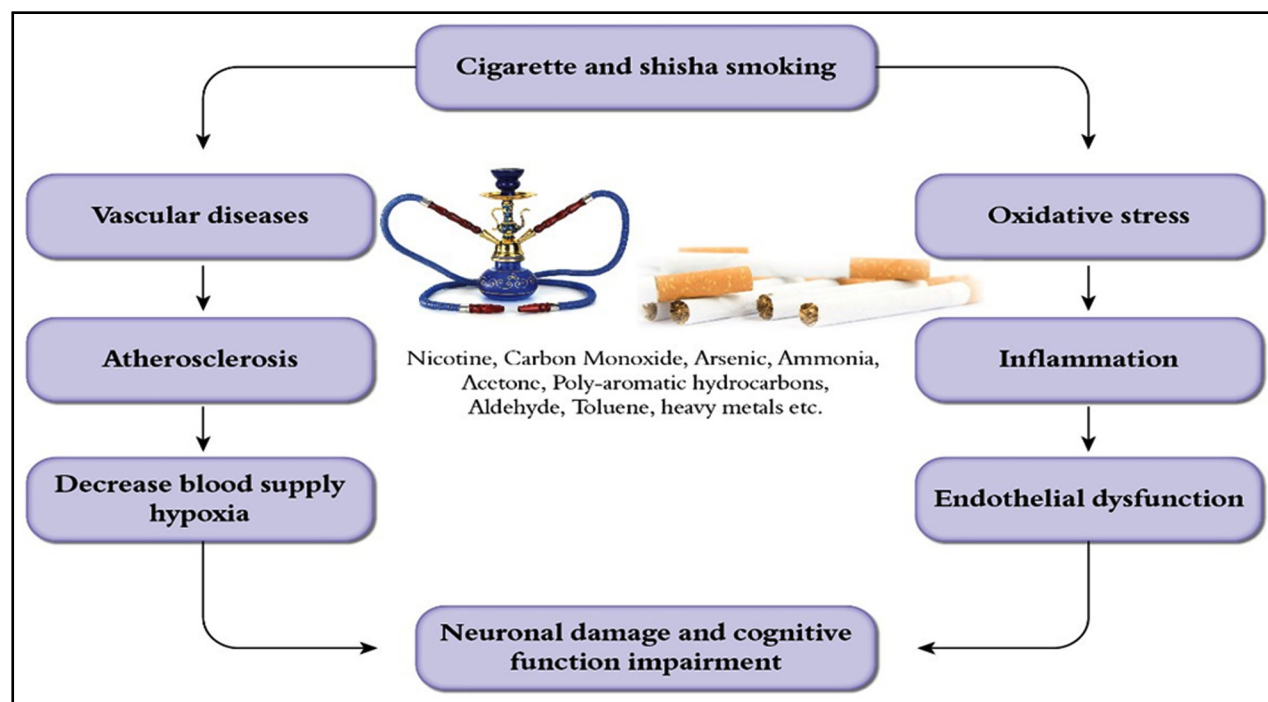 Cigarette and shisha smoking
Vascular diseases
Oxidative stress
Atherosclerosis
Inflammation
Nicotine, Carbon Monoxide, Arsenic, Ammonia,
Acetone, Poly-aromatic hydrocarbons,
Aldehyde, Toluene, heavy metals etc.
Decrease blood supply
hypoxia
Endothelial dysfunction
Neuronal damage and cognitive
function impairment